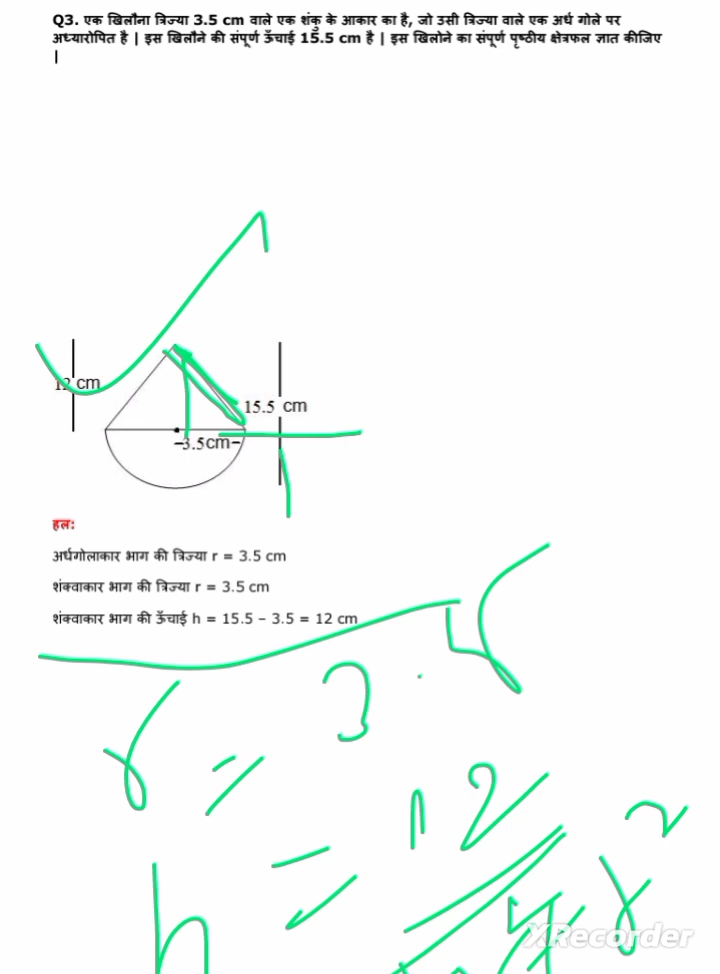 Q3. एक खिलौना त्रिज्या 3.5 cm वाले एक शंकु के आकार का है, जो उसी त्रिज्या वाले एक अर्ध गोले पर
अध्यारोपित है | इस खिलौने की संपूर्ण ऊँचाई 15.5 cm है | इस खिलोने का संपूर्ण पृष्ठीय क्षेत्रफल ज्ञात कीजिए
|
12 cm
15.5 cm
3.5cm
हल:
अर्धगोलाकार भाग की त्रिज्या r = 3.5 cm
शंक्वाकार भाग की त्रिज्या r = 3.5 cm
शंक्वाकार भाग की ऊँचाई h = 15.5 – 3.5 = 12 cm
r = 3.5
h = 12
r²
XRecorder